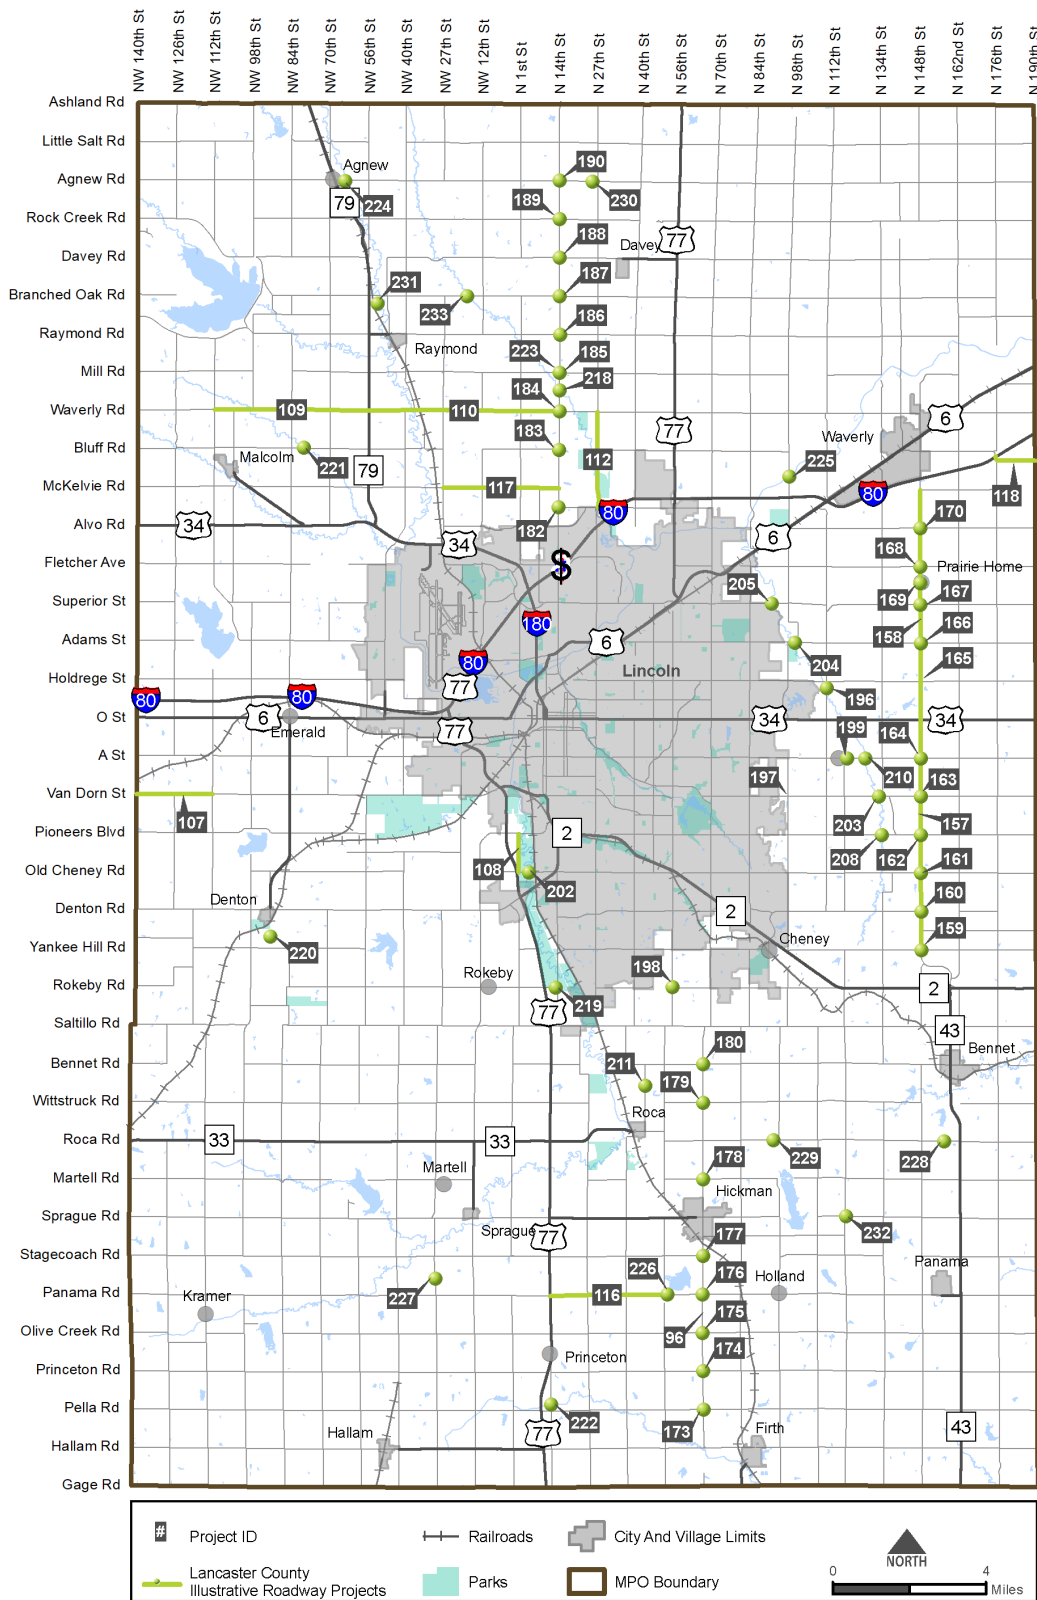 NW 140th St
NW 126th St
NW 112th St
NW 98th St
NW 84th St
NW 70th St
NW 56th St
NW 40th St
NW 27th St
NW 12th St
N 1st St
N 14th St
N 27th St
N 40th St
N 56th St
N 70th St
N 84th St
N 98th St
N 112th St
N 134th St
N 148th St
N 162nd St
N 176th St
N 190th St
Ashland Rd
Little Salt Rd
190
Agnew
Agnew Rd
79
224
189
230
Rock Creek Rd
188
Davey
77
Davey Rd
187
231
Branched Oak Rd
233
186
Raymond Rd
Raymond
223
185
Mill Rd
184
218
Waverly Rd
109
110
6
183
77
Waverly
Bluff Rd
Malcolm
221
79
112
225
McKelvie Rd
117
80
118
80
182
170
Alvo Rd
34
34
6
168
Fletcher Ave
$
Prairie Home
205
169
167
Superior St
180
166
158
Adams St
6
80
Lincoln
204
165
Holdrege St
77
196
80
80
O St
6
34
34
Emerald
77
199
164
A St
197
210
163
Van Dorn St
107
203
157
Pioneers Blvd
2
208
162
161
Old Cheney Rd
108
202
160
Denton
Denton Rd
2
159
Yankee Hill Rd
220
Cheney
198
Rokeby
Rokeby Rd
219
2
77
Saltillo Rd
43
180
Bennet
Bennet Rd
211
179
Wittstruck Rd
Roca
Roca Rd
33
33
229
228
178
Martell
Martell Rd
Hickman
Sprague Rd
Sprague
77
177
232
Stagecoach Rd
226
176
Holland
Panama
Panama Rd
Kramer
227
116
175
Olive Creek Rd
96
174
Princeton
Princeton Rd
Pella Rd
222
173
Hallam
77
Firth
43
Hallam Rd
Gage Rd
# Project ID
Railroads
City And Village Limits
NORTH
Lancaster County
Illustrative Roadway Projects
Parks
MPO Boundary
0 4
Miles